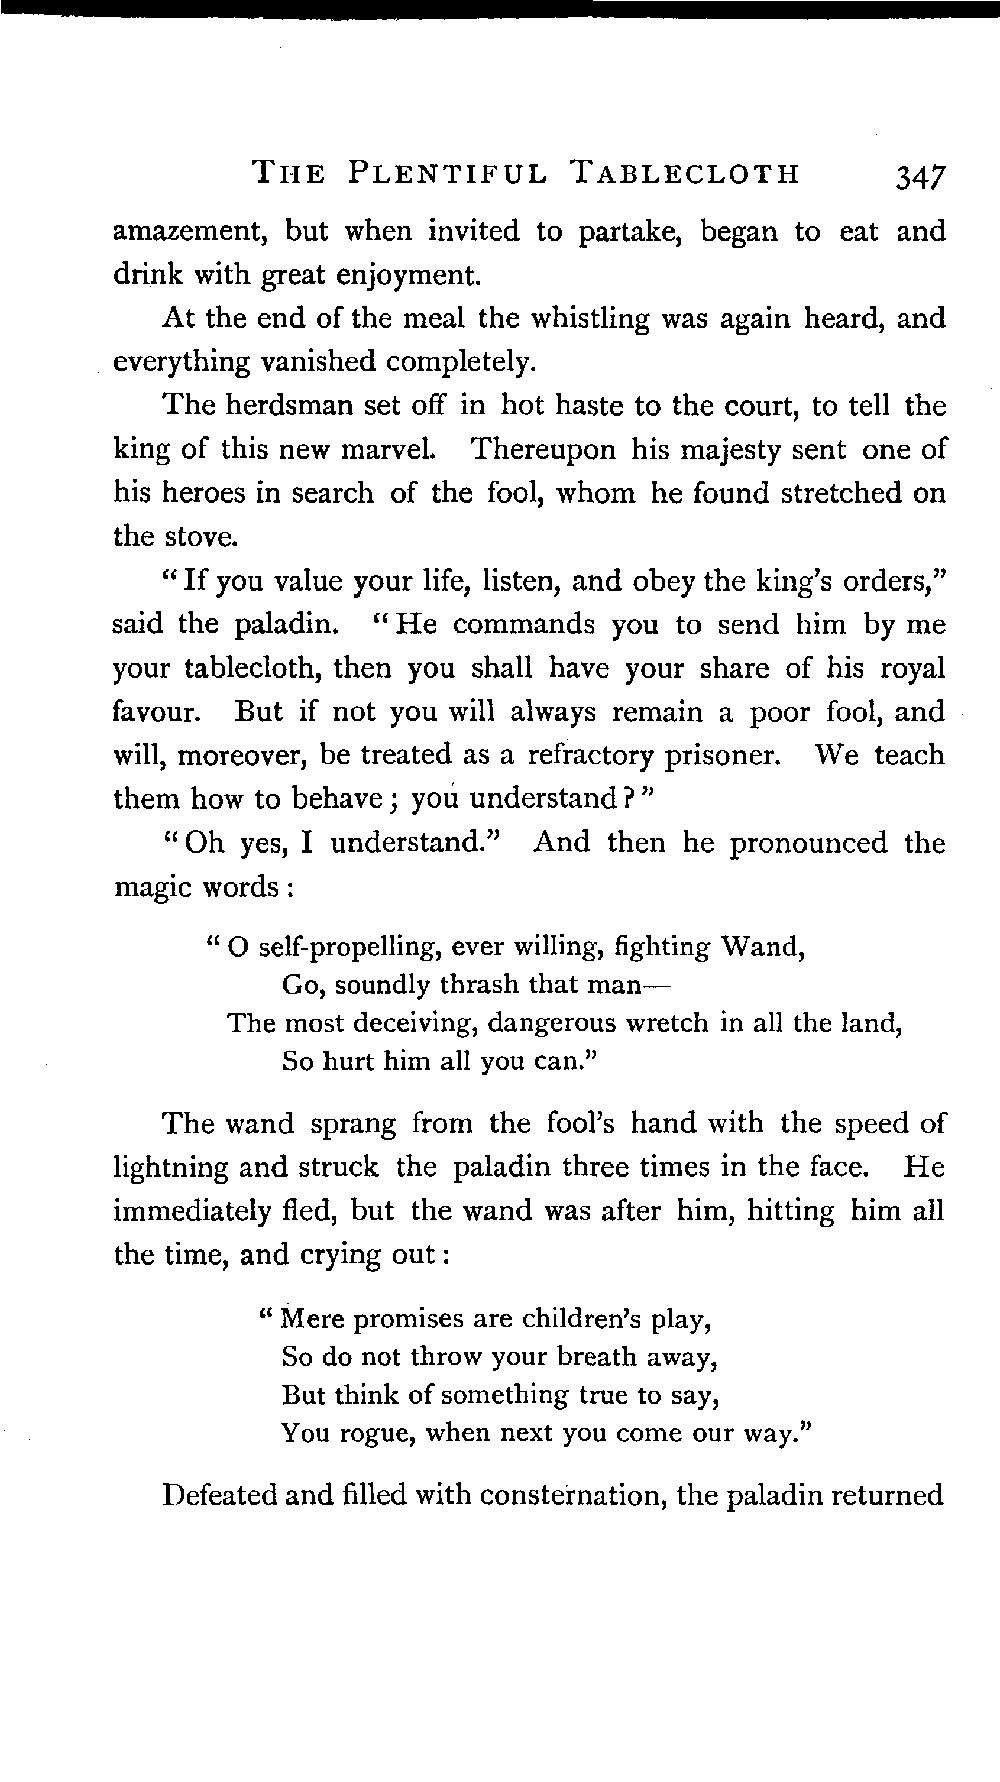 THE PLENTIFUL TABLECLOTH 347
amazement, but when invited to partake, began to eat and
drink with great enjoyment.
At the end of the meal the whistling was again heard, and
everything vanished completely.
The herdsman set off in hot haste to the court, to tell the
king of this new marvel. Thereupon his majesty sent one of
his heroes in search of the fool, whom he found stretched on
the stove.
"If you value your life, listen, and obey the king's orders,"
said the paladin. "He commands you to send him by me
your tablecloth, then you shall have your share of his royal
favour. But if not you will always remain a poor fool, and
will, moreover, be treated as a refractory prisoner. We teach
them how to behave; you understand?"
"Oh yes, I understand." And then he pronounced the
magic words:
"O self-propelling, ever willing, fighting Wand,
Go, soundly thrash that man—
The most deceiving, dangerous wretch in all the land,
So hurt him all you can."
The wand sprang from the fool's hand with the speed of
lightning and struck the paladin three times in the face. He
immediately fled, but the wand was after him, hitting him all
the time, and crying out:
"Mere promises are children's play,
So do not throw your breath away,
But think of something true to say,
You rogue, when next you come our way."
Defeated and filled with consternation, the paladin returned